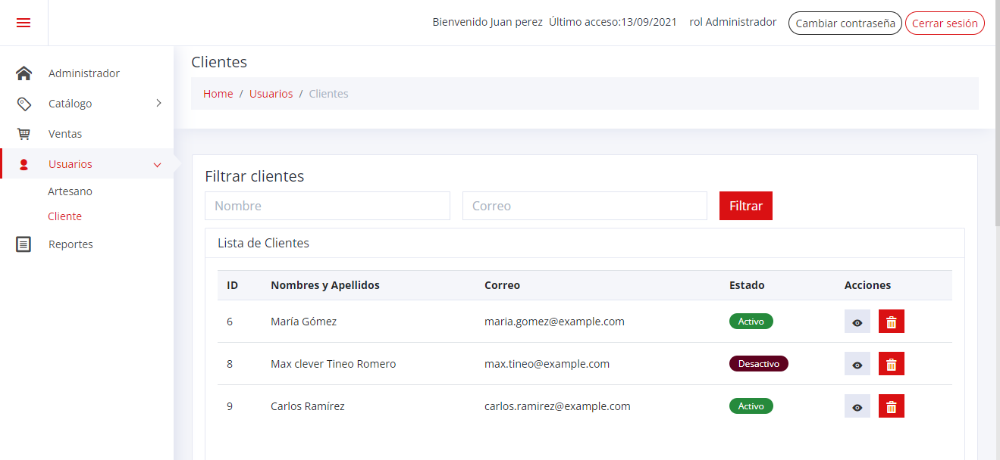 Bienvenido Juan perez Último acceso:13/09/2021 rol Administrador Cambiar contraseña Cerrar sesión
Administrador
Catálogo
Ventas
Usuarios
Artesano
Cliente
Reportes
Clientes
Home / Usuarios / Clientes
Filtrar clientes
Nombre Correo Filtrar
Lista de Clientes
ID Nombres y Apellidos Correo Estado Acciones
6 María Gómez maria.gomez@example.com Activo
8 Max clever Tineo Romero max.tineo@example.com Desactivo
9 Carlos Ramírez carlos.ramirez@example.com Activo